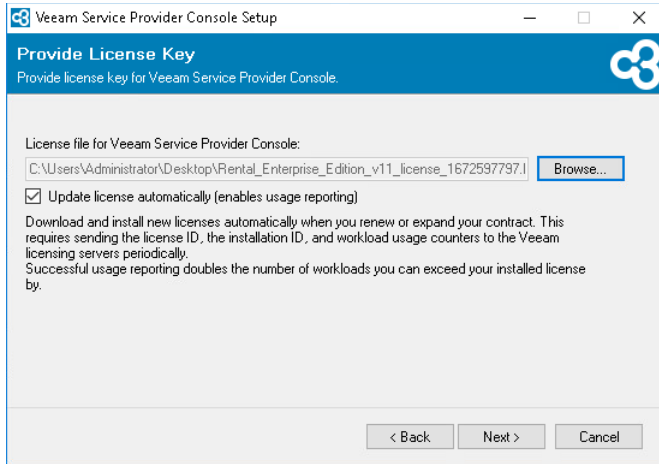 Veeam Service Provider Console Setup
Provide License Key
Provide license key for Veeam Service Provider Console.
License file for Veeam Service Provider Console:
C:\Users\Administrator\Desktop\Rental_Enterprise_Edition_v11_license_1672597797.l
Browse...
Update license automatically (enables usage reporting)
Download and install new licenses automatically when you renew or expand your contract. This
requires sending the license ID, the installation ID, and workload usage counters to the Veeam
licensing servers periodically.
Successful usage reporting doubles the number of workloads you can exceed your installed license
by.
< Back
Next >
Cancel